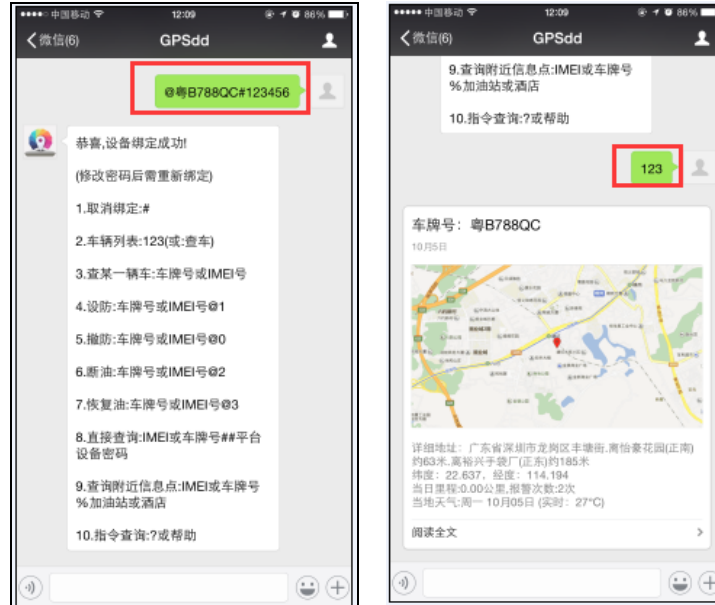 中国移动 12:09 86%
微信(6) GPSdd
@粤B788QC#123456
恭喜,设备绑定成功!
(修改密码后需重新绑定)
1.取消绑定:#
2.车辆列表:123(或:查车)
3.查某一辆车:车牌号或IMEI号
4.设防:车牌号或IMEI号@1
5.撤防:车牌号或IMEI号@0
6.断油:车牌号或IMEI号@2
7.恢复油:车牌号或IMEI号@3
8.直接查询:IMEI或车牌号##平台
设备密码
9.查询附近信息点:IMEI或车牌号
%加油站或酒店
10.指令查询:?或帮助
中国移动 12:09 86%
微信(6) GPSdd
9.查询附近信息点:IMEI或车牌号
%加油站或酒店
10.指令查询:?或帮助
123
车牌号：粤B788QC
10月5日
详细地址：广东省深圳市龙岗区丰塘街.离怡豪花园(正南)
约63米.离裕兴手袋厂(正东)约185米
纬度：22.637，经度：114.194
当日里程:0.00公里,报警次数:2次
当地天气:周一 10月05日 (实时：27°C)
阅读全文